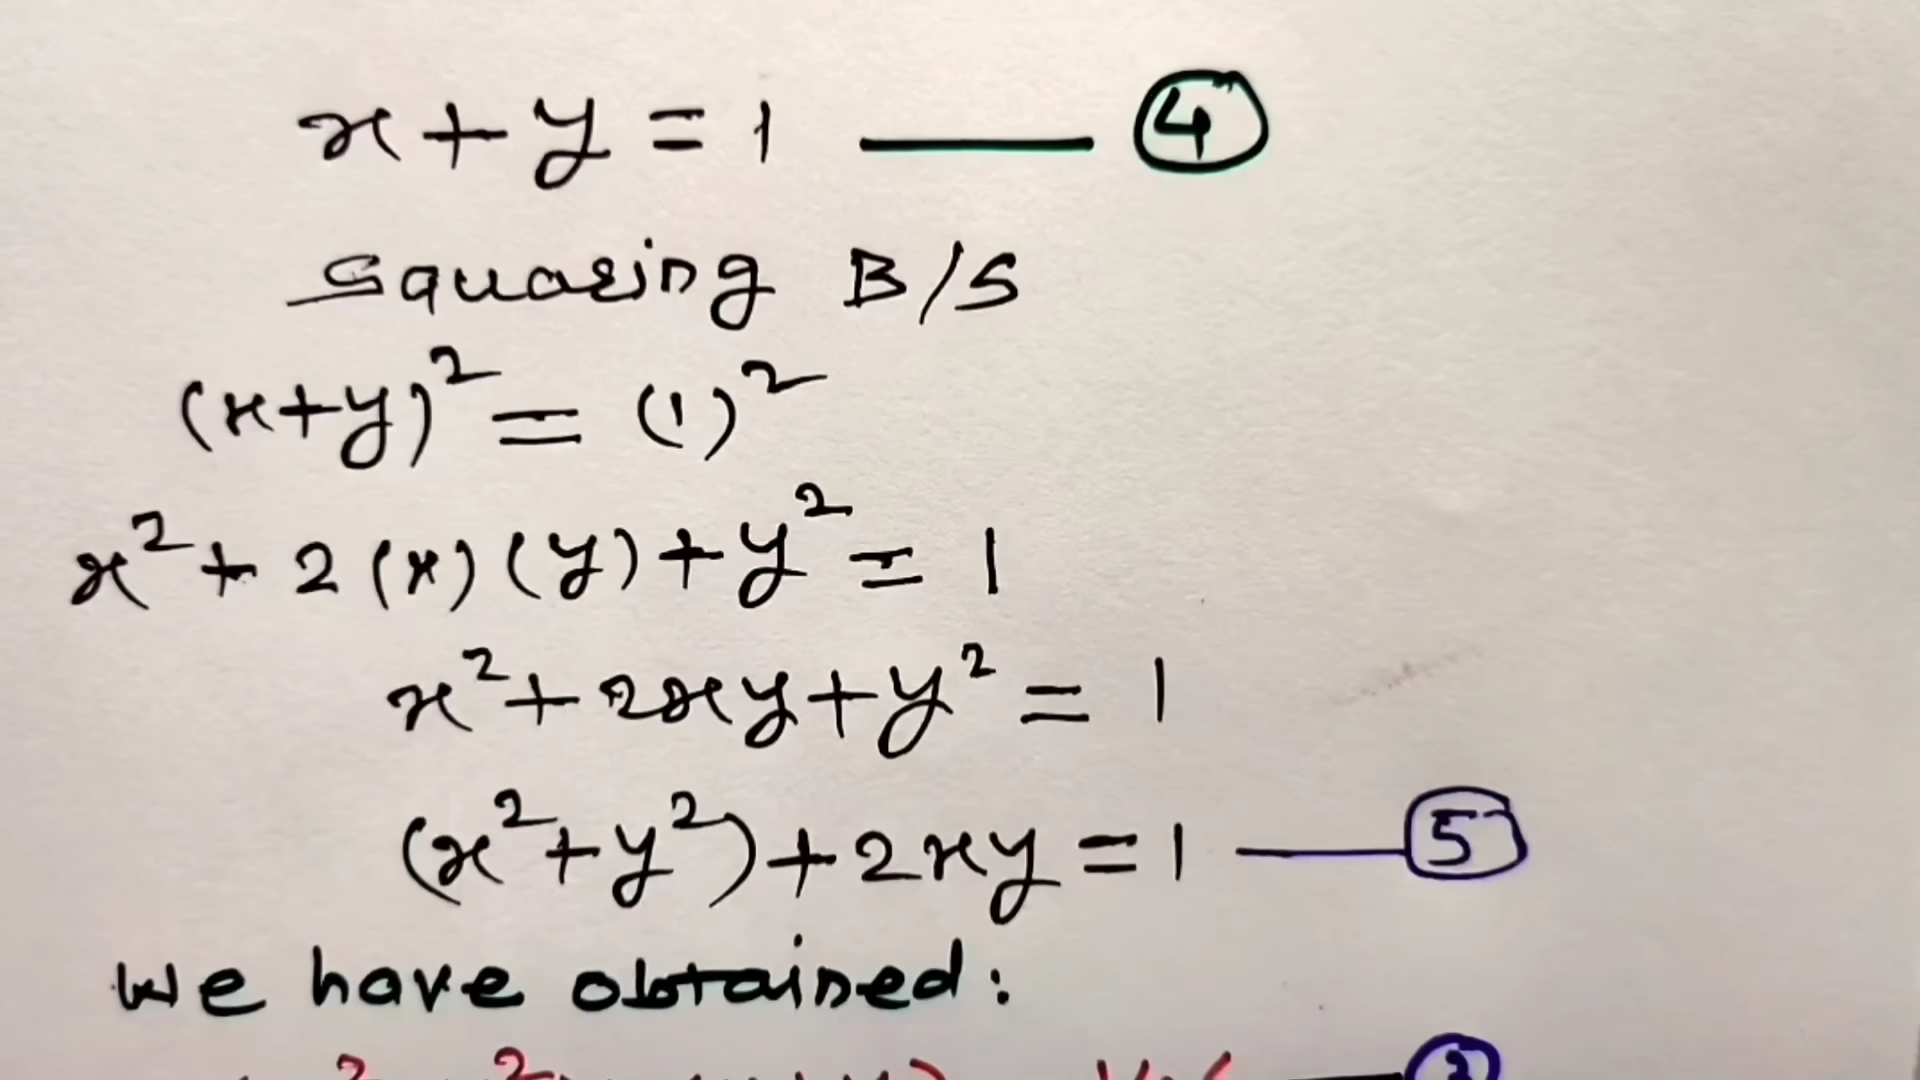 x + y = 1 —— ④
Squaring B/S
(x+y)² = (1)²
x² + 2(x)(y) + y² = 1
x² + 2xy + y² = 1
(x² + y²) + 2xy = 1 —— ⑤
We have obtained: